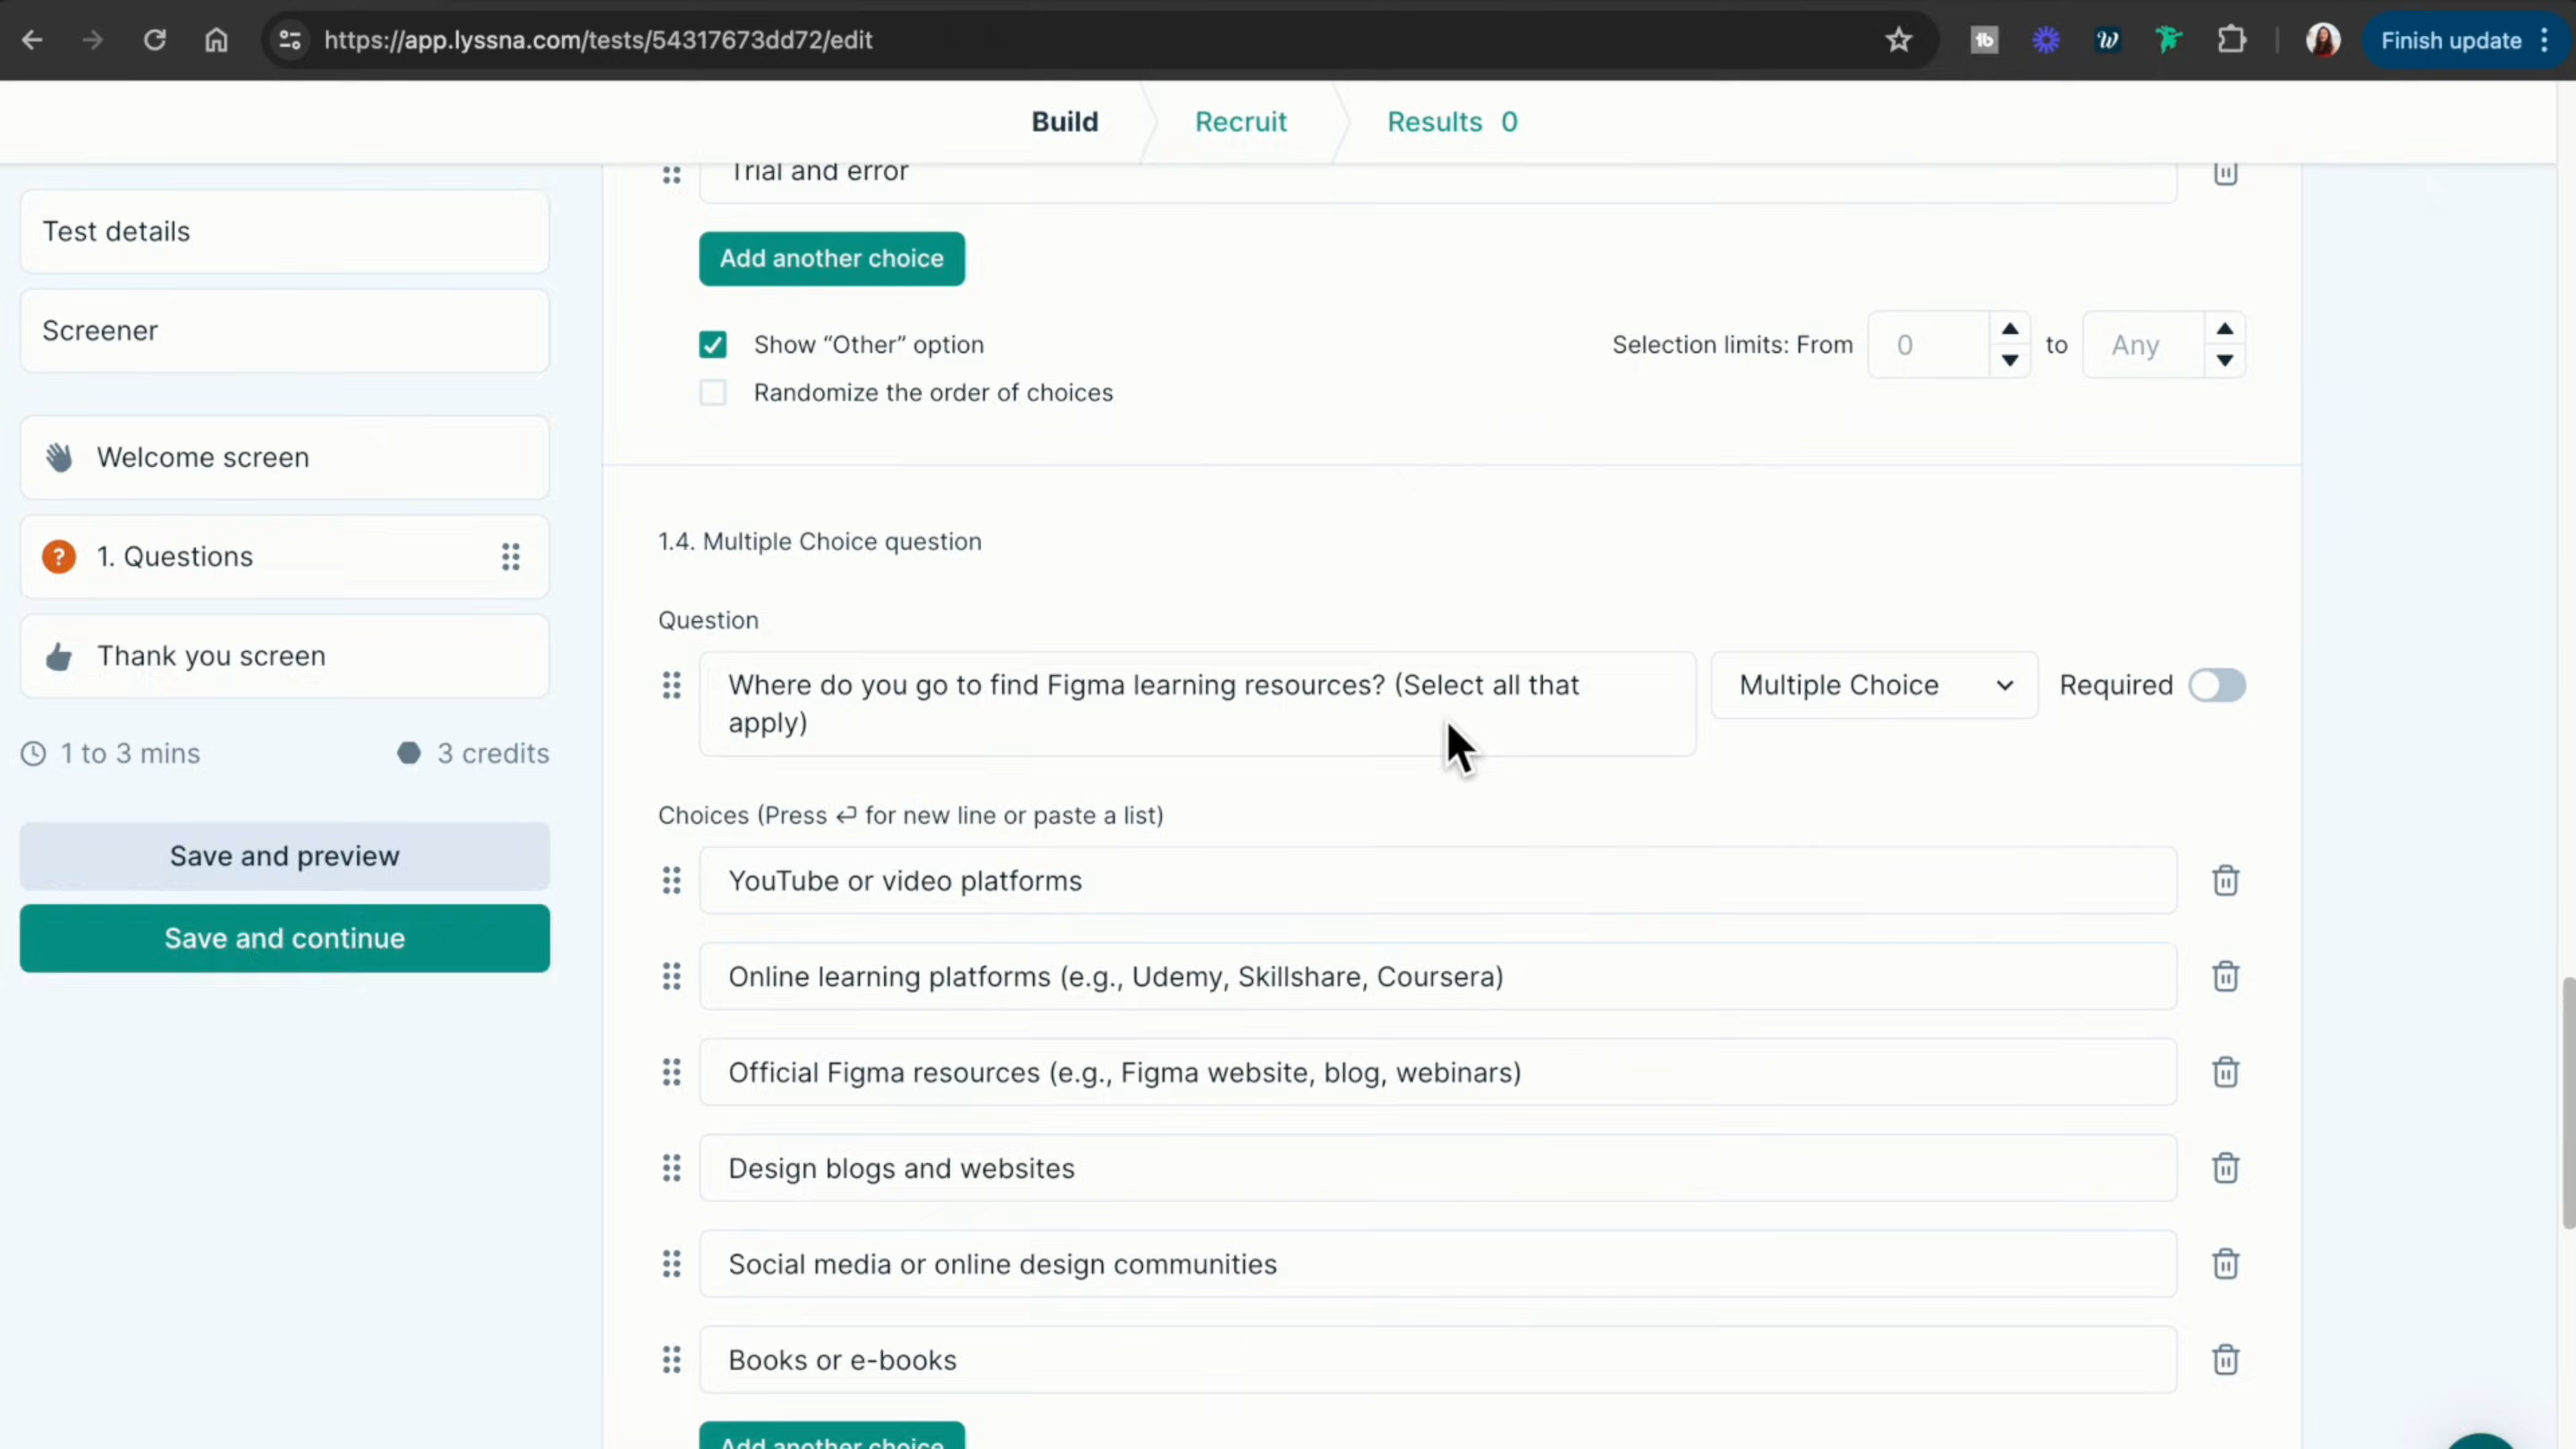 https://app.lyssna.com/tests/54317673dd72/edit
Finish update
Build
Recruit
Results 0
Test details
Screener
Welcome screen
1. Questions
Thank you screen
1 to 3 mins
3 credits
Save and preview
Save and continue
Trial and error
Add another choice
Show “Other” option
Selection limits: From 0 to Any
Randomize the order of choices
1.4. Multiple Choice question
Question
Where do you go to find Figma learning resources? (Select all that
apply)
Multiple Choice
Required
Choices (Press ⏎ for new line or paste a list)
YouTube or video platforms
Online learning platforms (e.g., Udemy, Skillshare, Coursera)
Official Figma resources (e.g., Figma website, blog, webinars)
Design blogs and websites
Social media or online design communities
Books or e-books
Add another choice